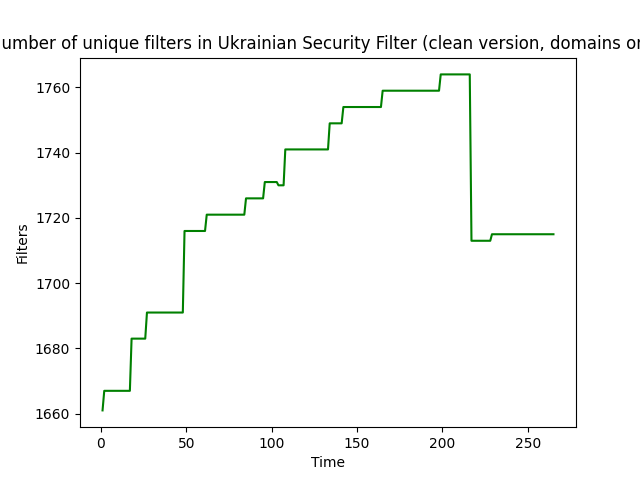 umber of unique filters in Ukrainian Security Filter (clean version, domains or
1760
1740
1720
1700
1680
1660
Filters
0 50 100 150 200 250
Time